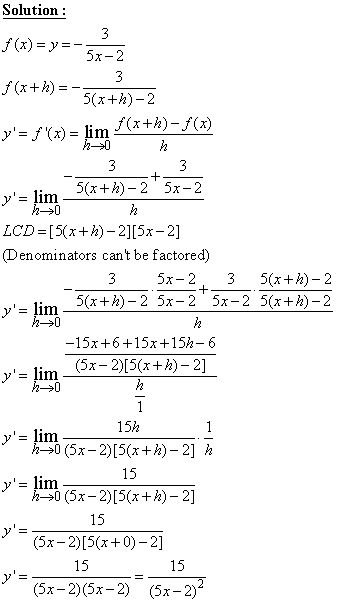 Solution :
f(x) = y = -3/(5x-2)
f(x+h) = -3/(5(x+h)-2)
y' = f'(x) = lim h→0 (f(x+h) - f(x))/h
y' = lim h→0 (-3/(5(x+h)-2) + 3/(5x-2))/h
LCD = [5(x+h)-2][5x-2]
(Denominators can't be factored)
y' = lim h→0 (-3/(5(x+h)-2) · (5x-2)/(5x-2) + 3/(5x-2) · (5(x+h)-2)/(5(x+h)-2))/h
y' = lim h→0 ((-15x+6+15x+15h-6)/((5x-2)[5(x+h)-2]))/(h/1)
y' = lim h→0 15h/((5x-2)[5(x+h)-2]) · 1/h
y' = lim h→0 15/((5x-2)[5(x+h)-2])
y' = 15/((5x-2)[5(x+0)-2])
y' = 15/((5x-2)(5x-2)) = 15/(5x-2)²